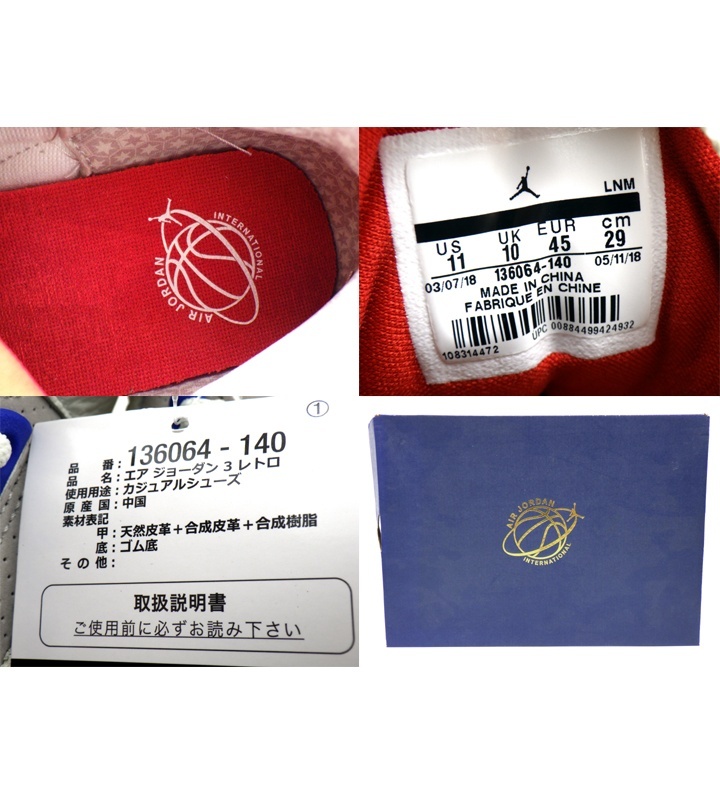 INTERNATIONAL
AIR JORDAN
LNM
US UK EUR cm
11 10 45 29
03/07/18 136064-140 05/11/18
MADE IN CHINA
FABRIQUE EN CHINE
108314472 UPC 00884499424932
①
品番:136064-140
品名:エア ジョーダン 3 レトロ
使用用途:カジュアルシューズ
原産国:中国
素材表記
甲:天然皮革+合成皮革+合成樹脂
底:ゴム底
その他:
取扱説明書
ご使用前に必ずお読み下さい
AIR JORDAN
INTERNATIONAL